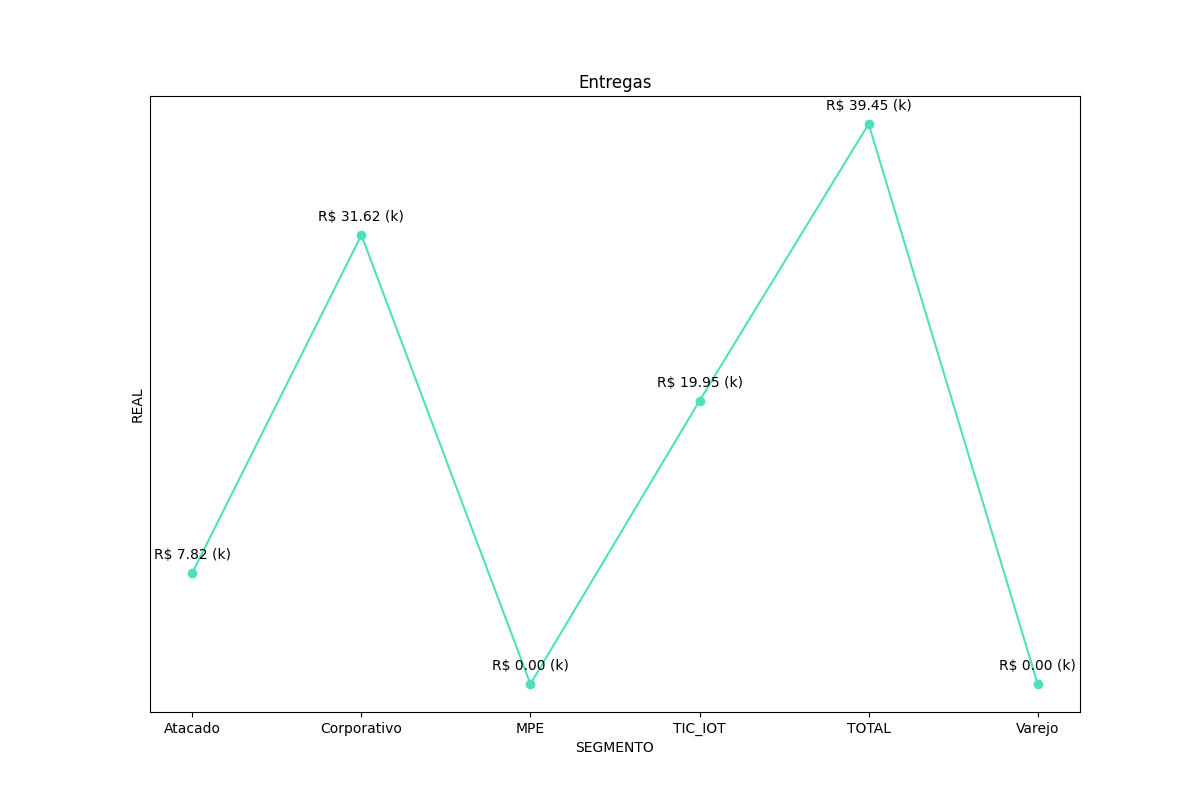 Entregas
R$ 39.45 (k)
R$ 31.62 (k)
R$ 19.95 (k)
R$ 7.82 (k)
R$ 0.00 (k)
R$ 0.00 (k)
REAL
Atacado
Corporativo
MPE
TIC_IOT
TOTAL
Varejo
SEGMENTO